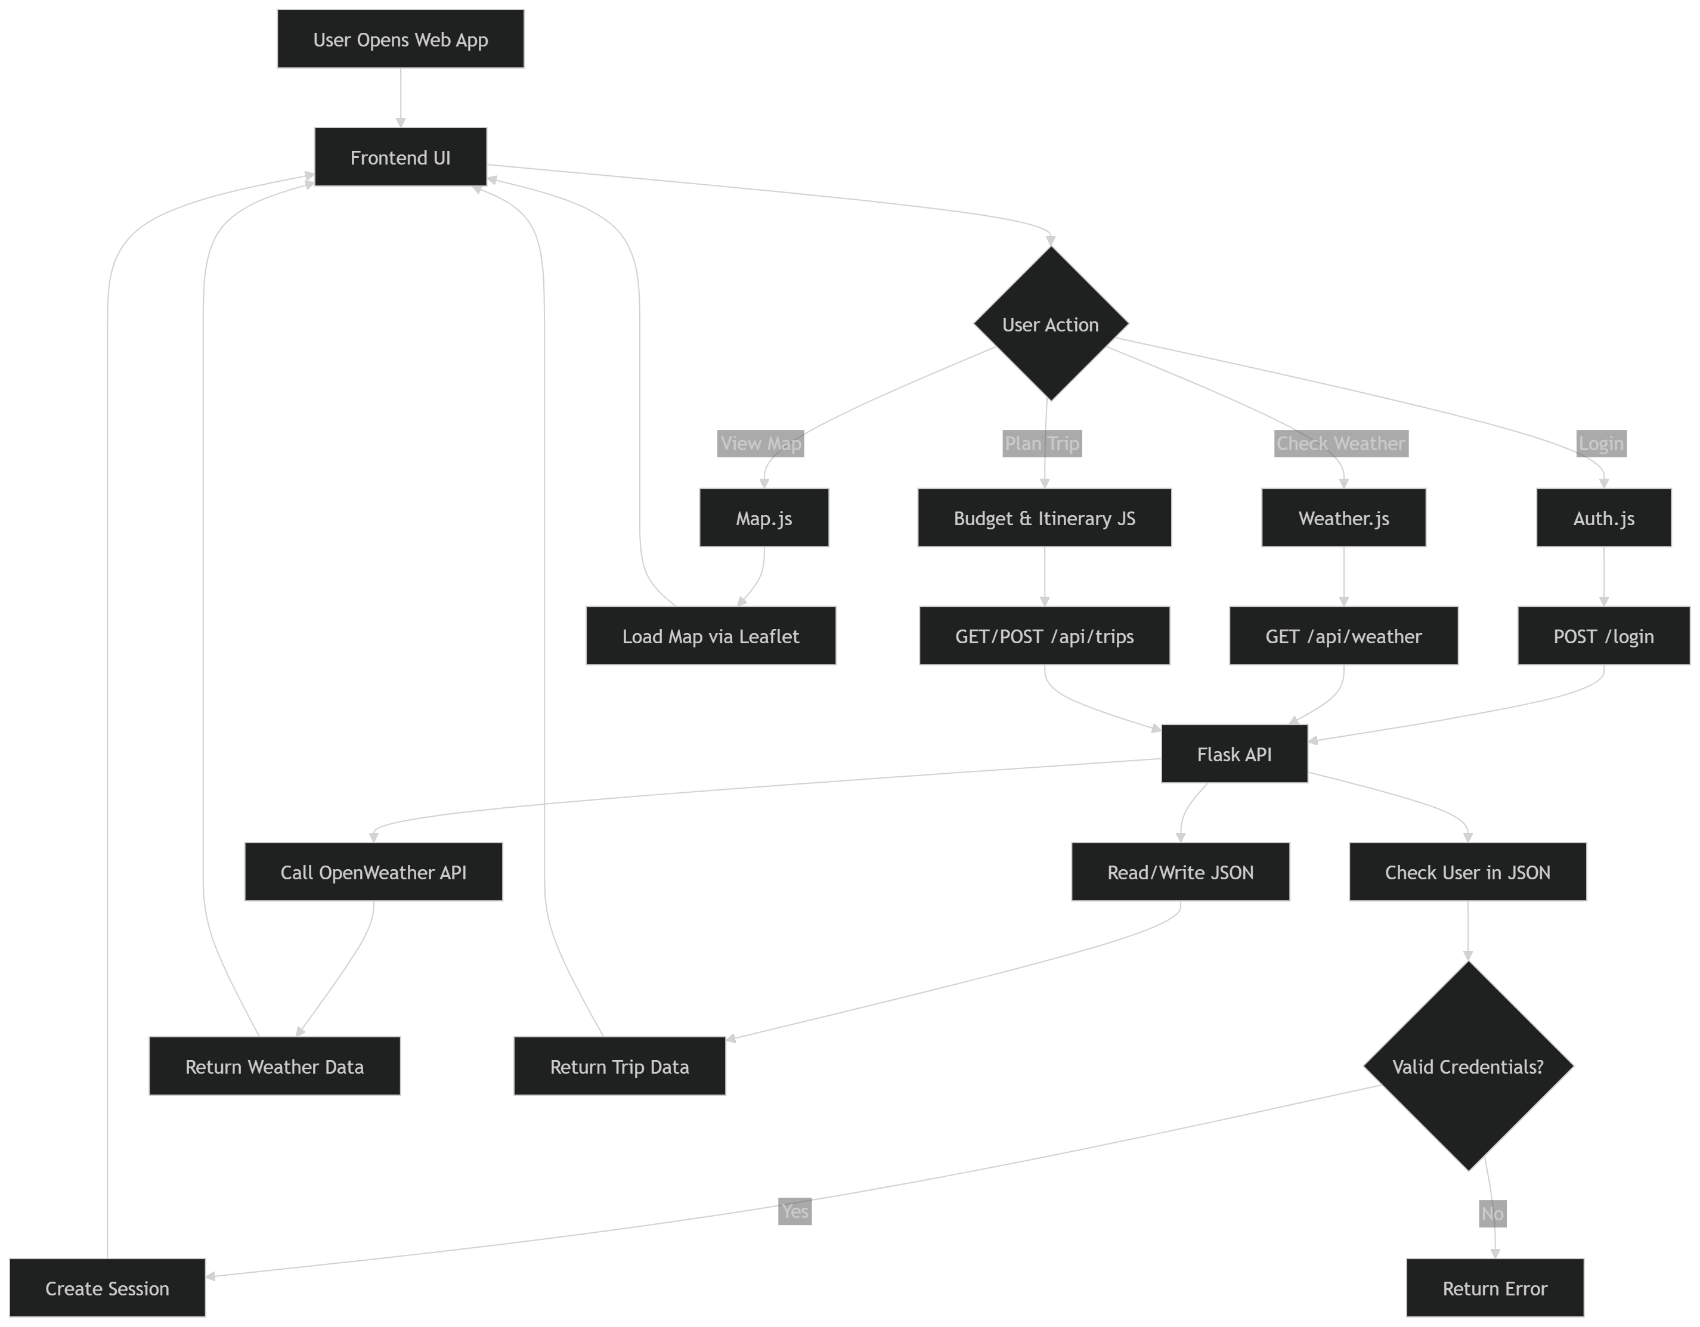 User Opens Web App
Frontend UI
User Action
View Map
Plan Trip
Check Weather
Login
Map.js
Budget & Itinerary JS
Weather.js
Auth.js
Load Map via Leaflet
GET/POST /api/trips
GET /api/weather
POST /login
Flask API
Call OpenWeather API
Read/Write JSON
Check User in JSON
Return Weather Data
Return Trip Data
Valid Credentials?
Yes
No
Create Session
Return Error